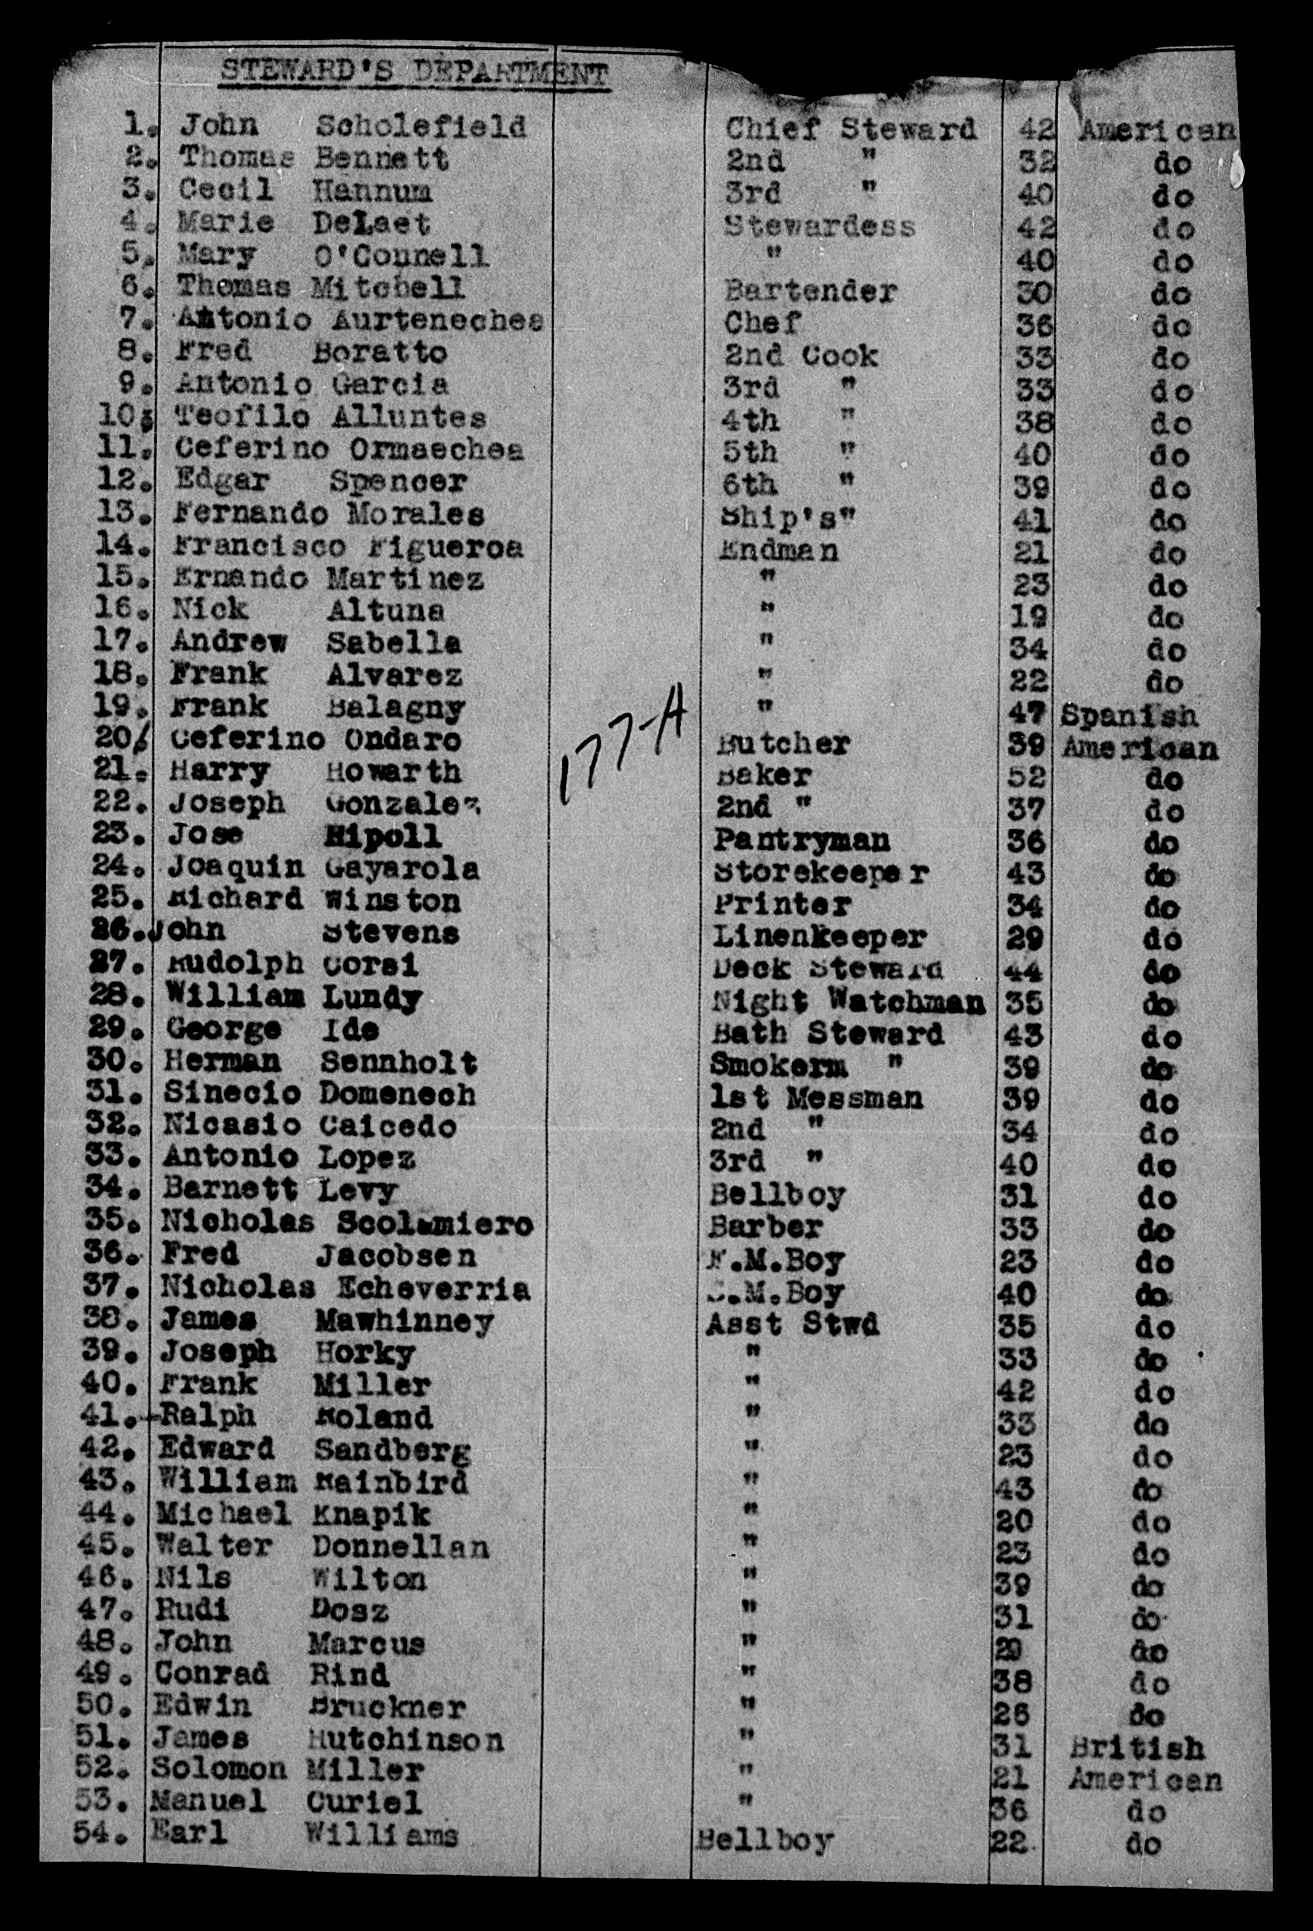 STEWARD'S DEPARTMENT
1. John Scholefield Chief Steward 42 American
2. Thomas Bennett 2nd " 32 do
3. Cecil Hannum 3rd " 40 do
4. Marie DeLaet Stewardess 42 do
5. Mary O'Connell " 40 do
6. Thomas Mitchell Bartender 30 do
7. Antonio Aurtenechea Chef 36 do
8. Fred Boratto 2nd Cook 33 do
9. Antonio Garcia 3rd " 33 do
10. Teofilo Alluntes 4th " 38 do
11. Ceferino Ormaechea 5th " 40 do
12. Edgar Spencer 6th " 39 do
13. Fernando Morales Ship's" 41 do
14. Francisco Figueroa Endman 21 do
15. Ernando Martinez " 23 do
16. Nick Altuna " 19 do
17. Andrew Sabella " 34 do
18. Frank Alvarez " 22 do
19. Frank Balagny " 47 Spanish
20. Ceferino Ondaro Butcher 39 American
177-A
21. Harry Howarth Baker 52 do
22. Joseph Gonzalez 2nd " 37 do
23. Jose Ripoll Pantryman 36 do
24. Joaquin Gayarola Storekeeper 43 do
25. Richard Winston Printer 34 do
26. John Stevens Linenkeeper 29 do
27. Rudolph Corsi Deck Steward 44 do
28. William Lundy Night Watchman 35 do
29. George Ide Bath Steward 43 do
30. Herman Sennholt Smokerm " 39 do
31. Sinecio Domenech 1st Messman 39 do
32. Nicasio Caicedo 2nd " 34 do
33. Antonio Lopez 3rd " 40 do
34. Barnett Levy Bellboy 31 do
35. Nicholas Scolamiero Barber 33 do
36. Fred Jacobsen F.M.Boy 23 do
37. Nicholas Echeverria C.M.Boy 40 do
38. James Mawhinney Asst Stwd 35 do
39. Joseph Horky " 33 do
40. Frank Miller " 42 do
41. Ralph Roland " 33 do
42. Edward Sandberg " 23 do
43. William Rainbird " 43 do
44. Michael Knapik " 20 do
45. Walter Donnellan " 23 do
46. Nils Wilton " 39 do
47. Rudi Dosz " 31 do
48. John Marcus " 29 do
49. Conrad Rind " 38 do
50. Edwin Bruckner " 26 do
51. James Hutchinson " 31 British
52. Solomon Miller " 21 American
53. Manuel Curiel " 36 do
54. Earl Williams Bellboy 22 do